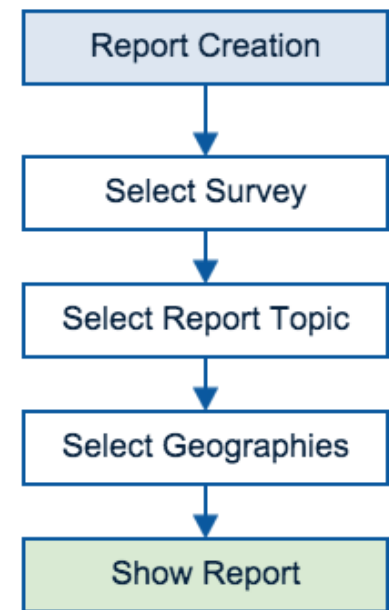 Report Creation
Select Survey
Select Report Topic
Select Geographies
Show Report